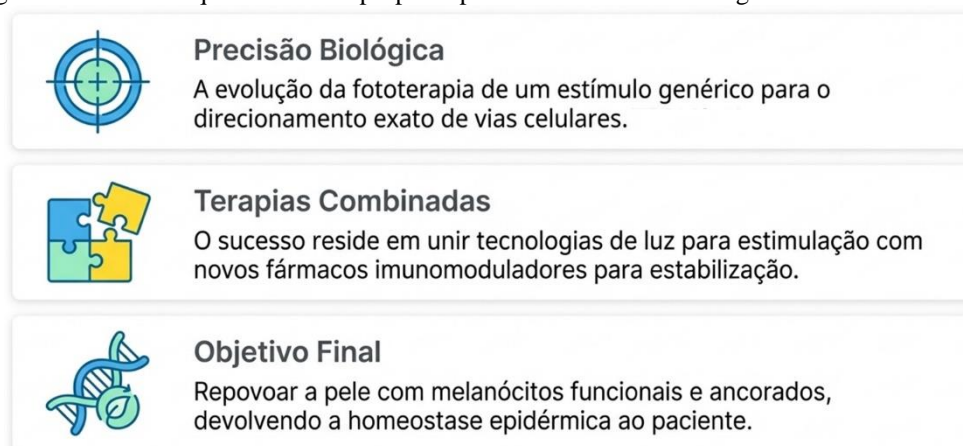 Precisão Biológica
A evolução da fototerapia de um estímulo genérico para o
direcionamento exato de vias celulares.
Terapias Combinadas
O sucesso reside em unir tecnologias de luz para estimulação com
novos fármacos imunomoduladores para estabilização.
Objetivo Final
Repovoar a pele com melanócitos funcionais e ancorados,
devolvendo a homeostase epidérmica ao paciente.